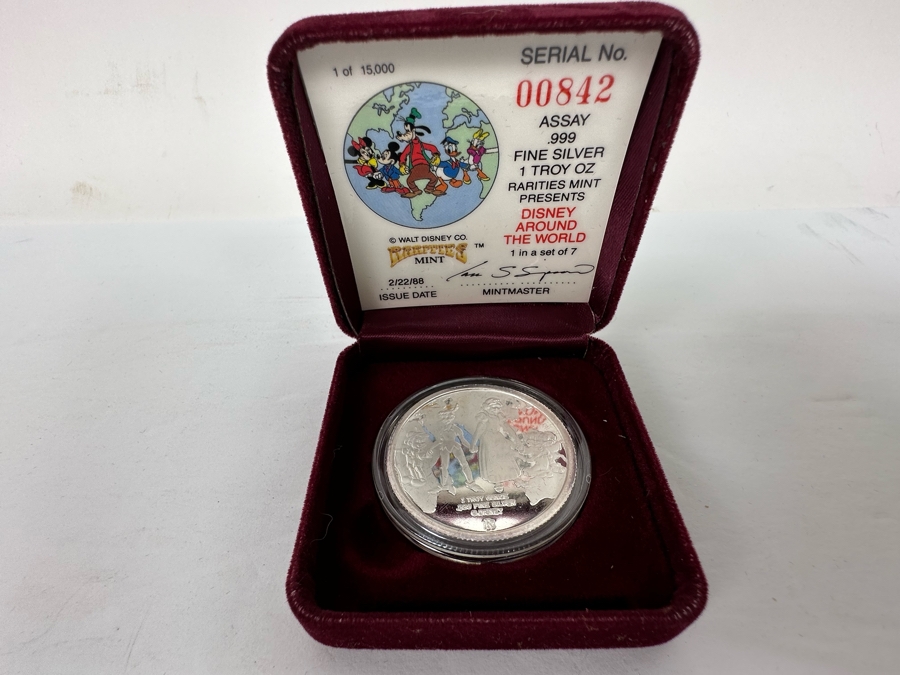 1 of 15,000
SERIAL No.
00842
ASSAY
.999
FINE SILVER
1 TROY OZ
RARITIES MINT
PRESENTS
DISNEY
AROUND
THE WORLD
1 in a set of 7
© WALT DISNEY CO.
RARITIES ™
MINT
2/22/88
ISSUE DATE
MINTMASTER
1 TROY OUNCE
.999 FINE SILVER
© DISNEY